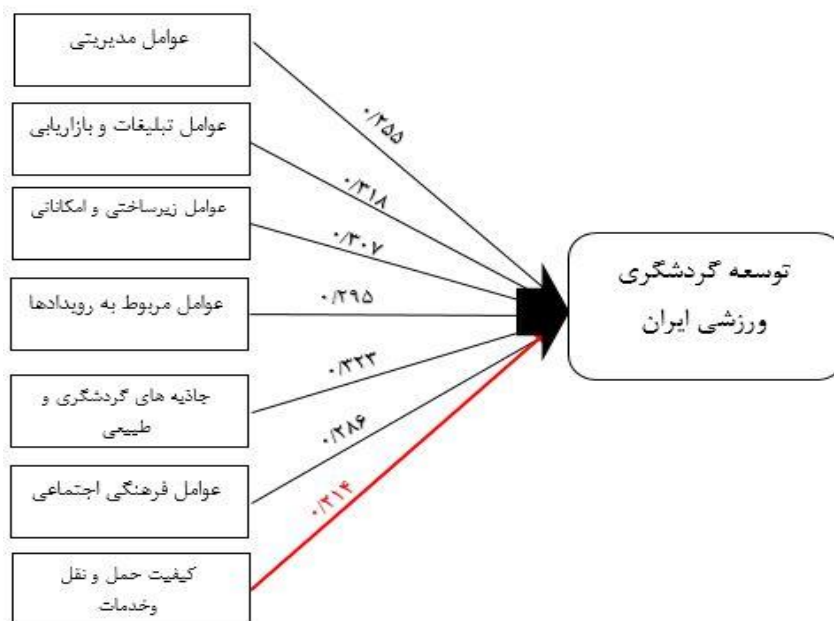 عوامل مدیریتی
۰/۲۵۵
عوامل تبلیغات و بازاریابی
۰/۳۱۸
عوامل زیرساختی و امکاناتی
۰/۳۰۷
توسعه گردشگری
ورزشی ایران
عوامل مربوط به رویدادها
۰/۲۹۵
جاذبه های گردشگری و
طبیعی
۰/۳۲۳
عوامل فرهنگی اجتماعی
۰/۲۸۶
کیفیت حمل و نقل
وخدمات
۰/۲۱۴